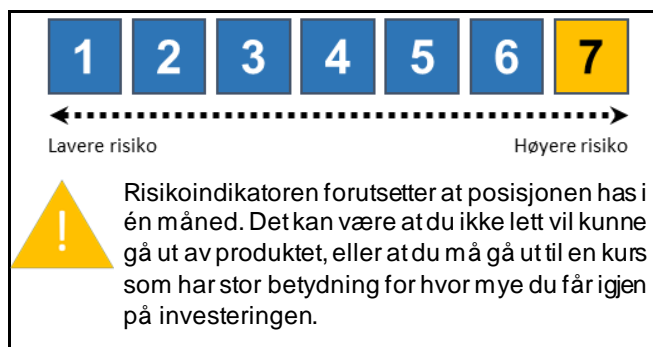 1 2 3 4 5 6 7
Lavere risiko Høyere risiko
!
Risikoindikatoren forutsetter at posisjonen has i
én måned. Det kan være at du ikke lett vil kunne
gå ut av produktet, eller at du må gå ut til en kurs
som har stor betydning for hvor mye du får igjen
på investeringen.